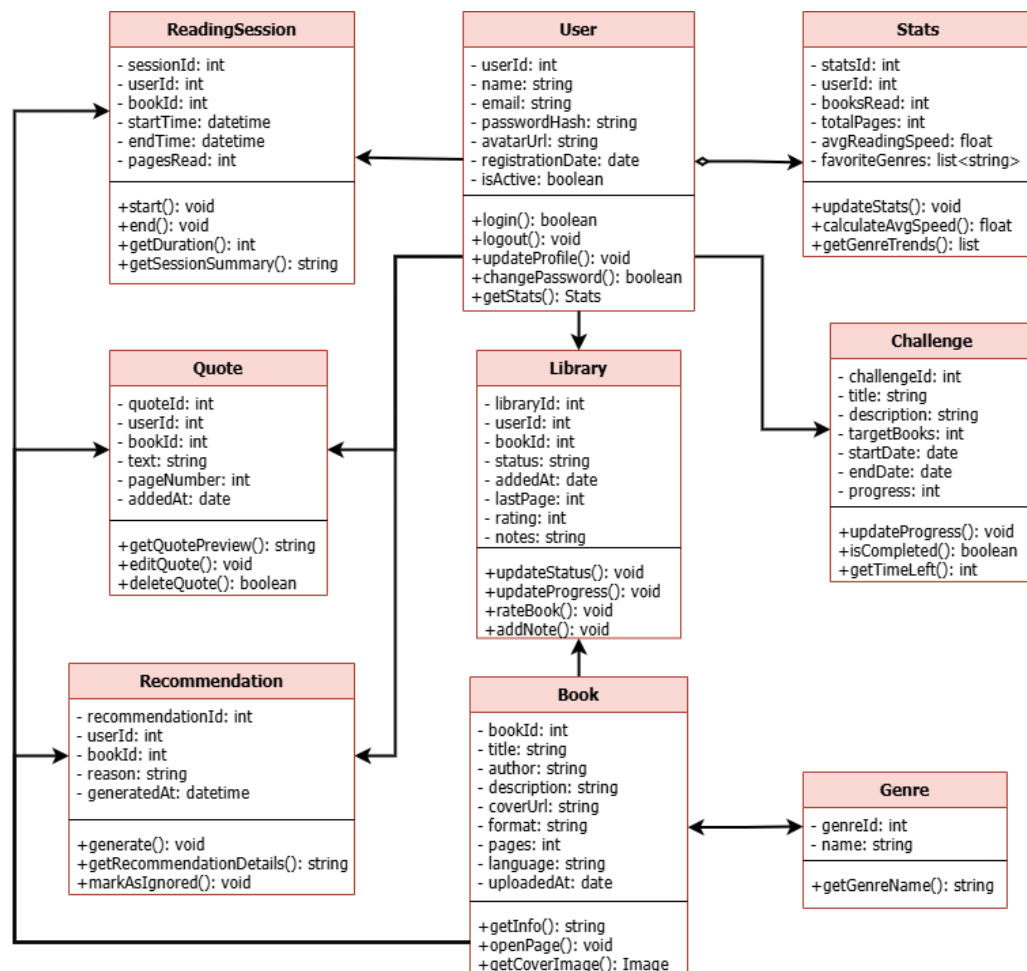 ReadingSession
- sessionId: int
- userId: int
- bookId: int
- startTime: datetime
- endTime: datetime
- pagesRead: int
+start(): void
+end(): void
+getDuration(): int
+getSessionSummary(): string
User
- userId: int
- name: string
- email: string
- passwordHash: string
- avatarUrl: string
- registrationDate: date
- isActive: boolean
+login(): boolean
+logout(): void
+updateProfile(): void
+changePassword(): boolean
+getStats(): Stats
Stats
- statsId: int
- userId: int
- booksRead: int
- totalPages: int
- avgReadingSpeed: float
- favoriteGenres: list<string>
+updateStats(): void
+calculateAvgSpeed(): float
+getGenreTrends(): list
Quote
- quoteId: int
- userId: int
- bookId: int
- text: string
- pageNumber: int
- addedAt: date
+getQuotePreview(): string
+editQuote(): void
+deleteQuote(): boolean
Library
- libraryId: int
- userId: int
- bookId: int
- status: string
- addedAt: date
- lastPage: int
- rating: int
- notes: string
+updateStatus(): void
+updateProgress(): void
+rateBook(): void
+addNote(): void
Challenge
- challengeId: int
- title: string
- description: string
- targetBooks: int
- startDate: date
- endDate: date
- progress: int
+updateProgress(): void
+isCompleted(): boolean
+getTimeLeft(): int
Recommendation
- recommendationId: int
- userId: int
- bookId: int
- reason: string
- generatedAt: datetime
+generate(): void
+getRecommendationDetails(): string
+markAsIgnored(): void
Book
- bookId: int
- title: string
- author: string
- description: string
- coverUrl: string
- format: string
- pages: int
- language: string
- uploadedAt: date
+getInfo(): string
+openPage(): void
+getCoverImage(): Image
Genre
- genreId: int
- name: string
+getGenreName(): string